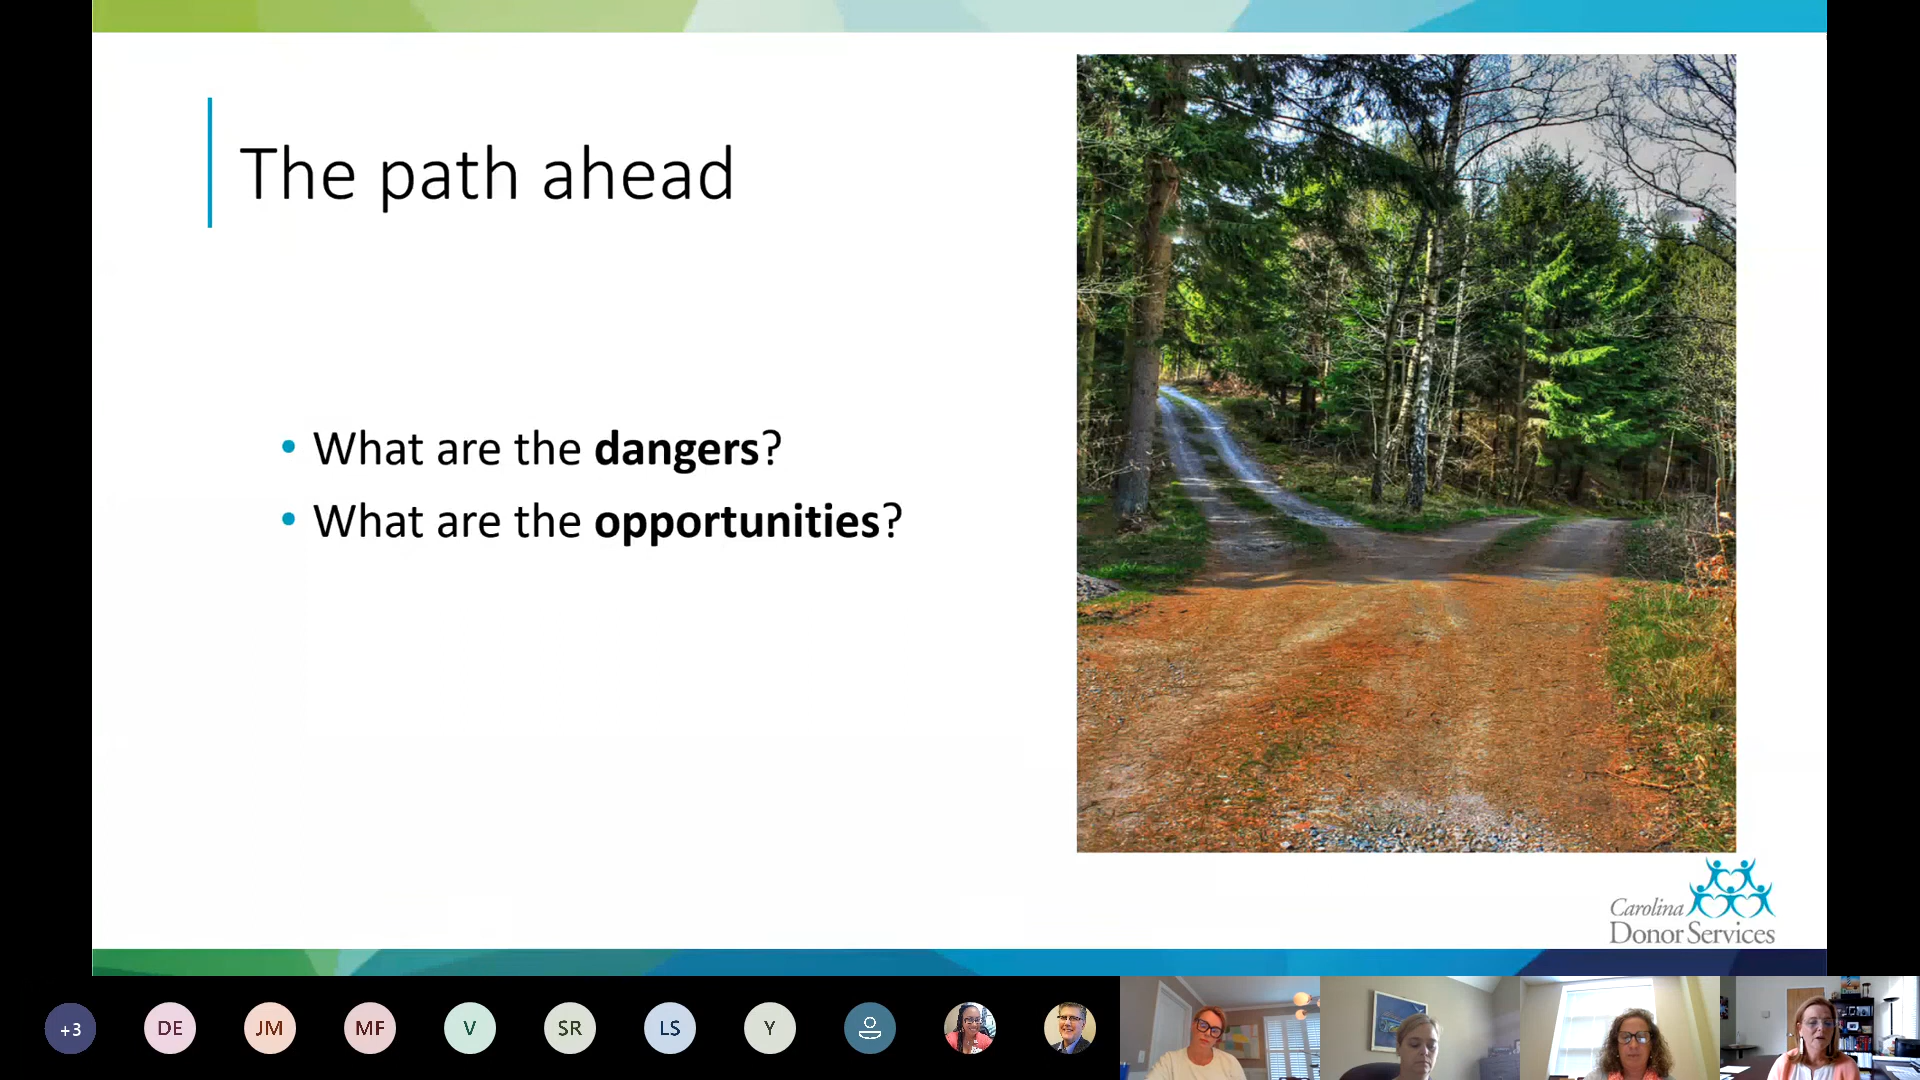 The path ahead
• What are the dangers?
• What are the opportunities?
Carolina
Donor Services
+3
DE
JM
MF
V
SR
LS
Y